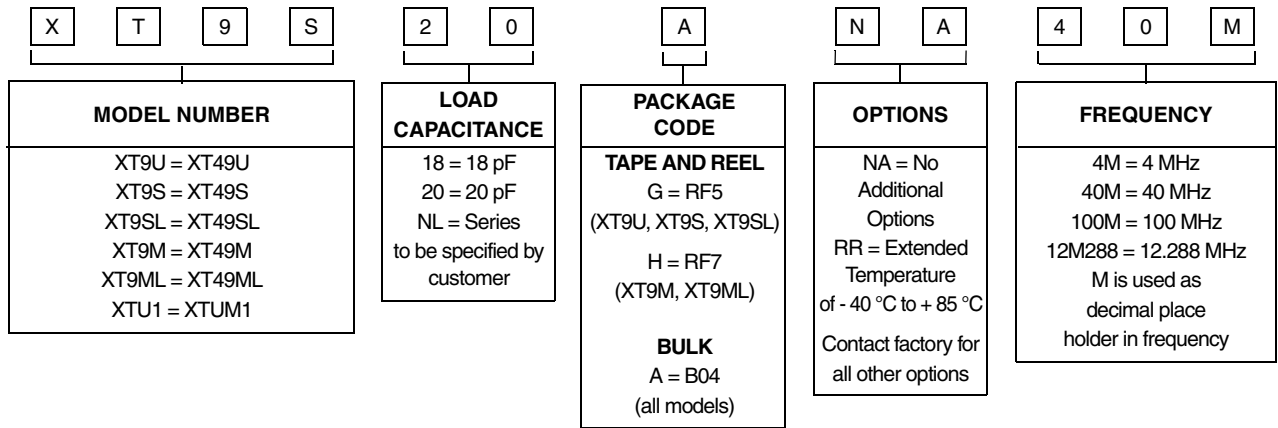 X T 9 S 2 0 A N A 4 0 M
MODEL NUMBER
XT9U = XT49U
XT9S = XT49S
XT9SL = XT49SL
XT9M = XT49M
XT9ML = XT49ML
XTU1 = XTUM1
LOAD
CAPACITANCE
18 = 18 pF
20 = 20 pF
NL = Series
to be specified by
customer
PACKAGE
CODE
TAPE AND REEL
G = RF5
(XT9U, XT9S, XT9SL)
H = RF7
(XT9M, XT9ML)
BULK
A = B04
(all models)
OPTIONS
NA = No
Additional
Options
RR = Extended
Temperature
of - 40 °C to + 85 °C
Contact factory for
all other options
FREQUENCY
4M = 4 MHz
40M = 40 MHz
100M = 100 MHz
12M288 = 12.288 MHz
M is used as
decimal place
holder in frequency